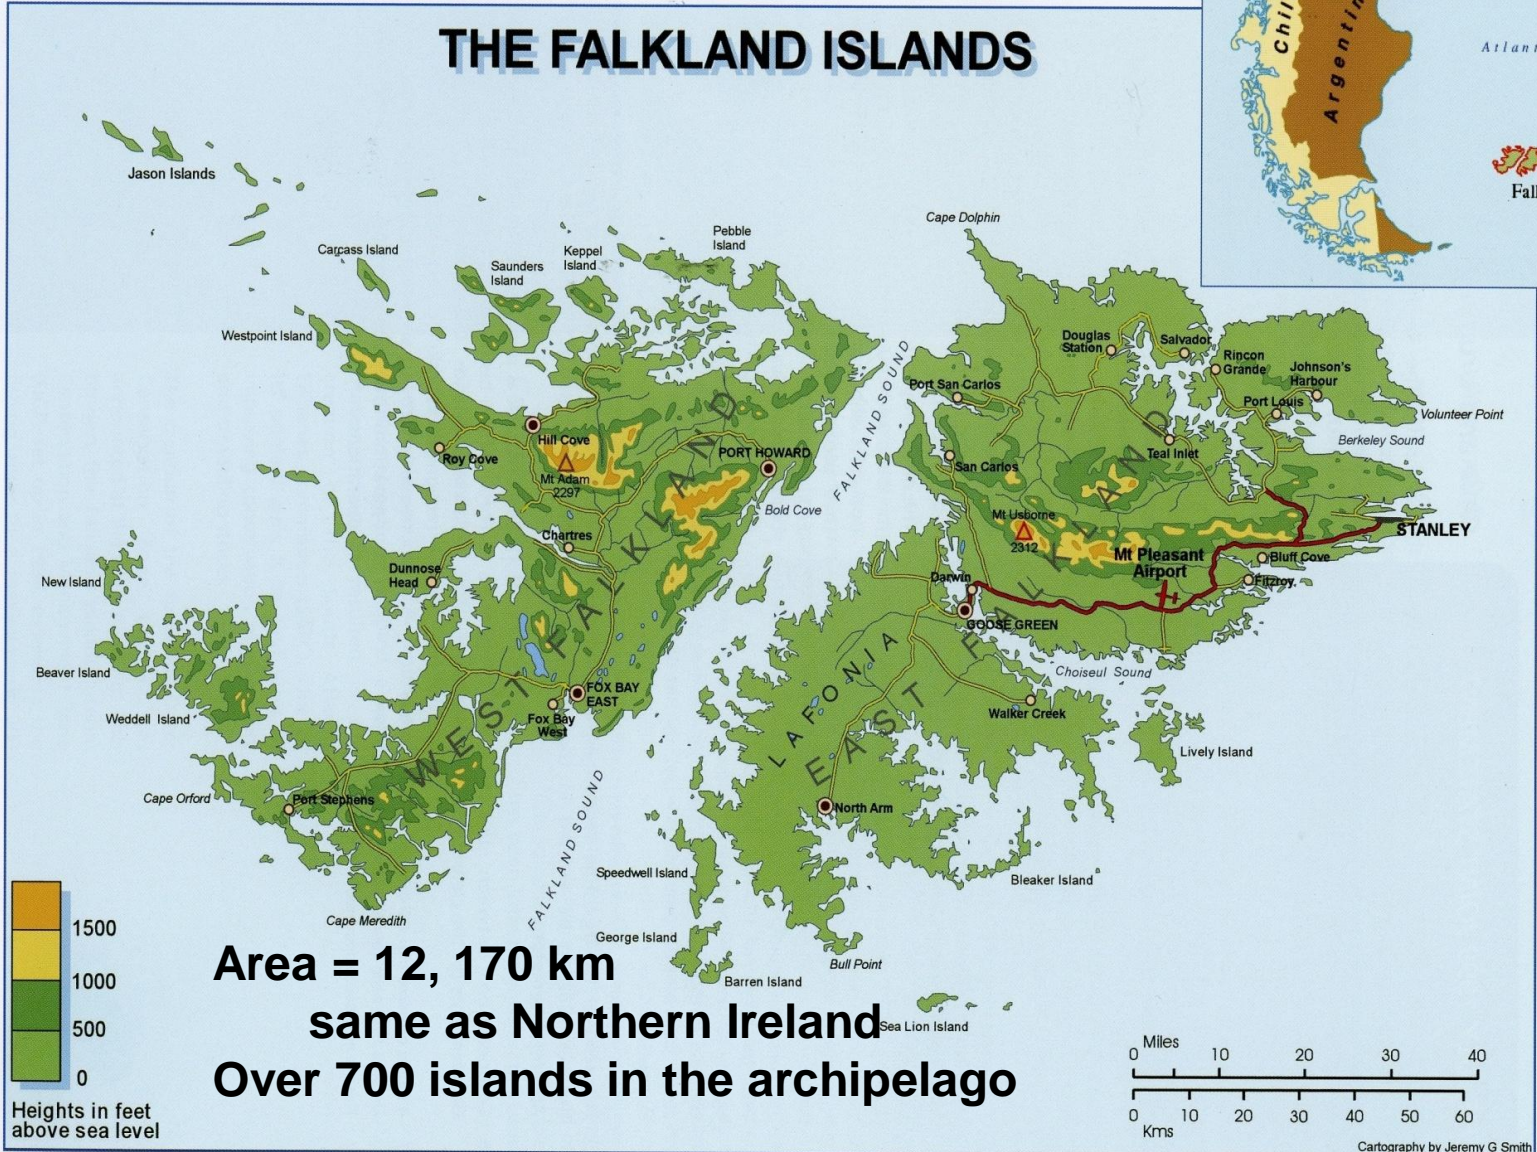 THE FALKLAND ISLANDS
Chi
Argentin
Atlant
Fall
Jason Islands
Carcass Island
Saunders
Island
Keppel
Island
Pebble
Island
Cape Dolphin
Westpoint Island
Douglas
Station
Salvador
Rincon
Grande
Johnson's
Harbour
Port San Carlos
Port Louis
Volunteer Point
Berkeley Sound
Hill Cove
Roy Cove
Mt Adam
2297
PORT HOWARD
Bold Cove
FALKLAND SOUND
San Carlos
Teal Inlet
Mt Usborne
2312
STANLEY
Mt Pleasant
Airport
Bluff Cove
Fitzroy
Chartres
Dunnose
Head
Darwin
GOOSE GREEN
New Island
Beaver Island
Weddell Island
WEST FALKLAND
EAST FALKLAND
LAFONIA
Choiseul Sound
FOX BAY
EAST
Fox Bay
West
Walker Creek
Lively Island
Cape Orford
Port Stephens
North Arm
FALKLAND SOUND
Speedwell Island
Bleaker Island
Cape Meredith
George Island
Bull Point
Barren Island
Sea Lion Island
1500
1000
500
0
Heights in feet
above sea level
Area = 12, 170 km
same as Northern Ireland
Over 700 islands in the archipelago
Miles
0 10 20 30 40
0 10 20 30 40 50 60
Kms
Cartography by Jeremy G Smith